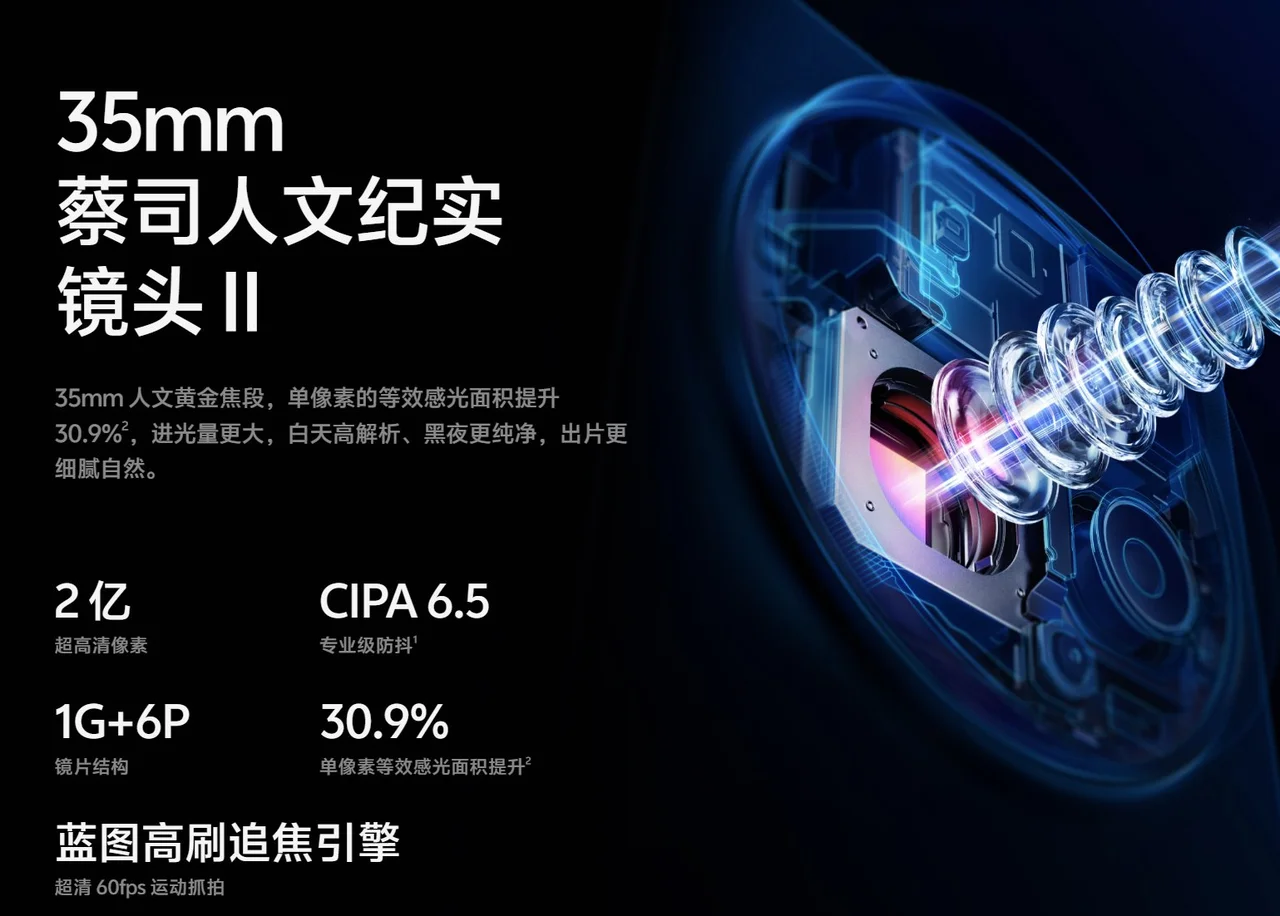 35mm
蔡司人文纪实
镜头 II
35mm 人文黄金焦段，单像素的等效感光面积提升
30.9%²，进光量更大，白天高解析、黑夜更纯净，出片更
细腻自然。
2 亿
CIPA 6.5
超高清像素
专业级防抖¹
1G+6P
30.9%
镜片结构
单像素等效感光面积提升²
蓝图高刷追焦引擎
超清 60fps 运动抓拍